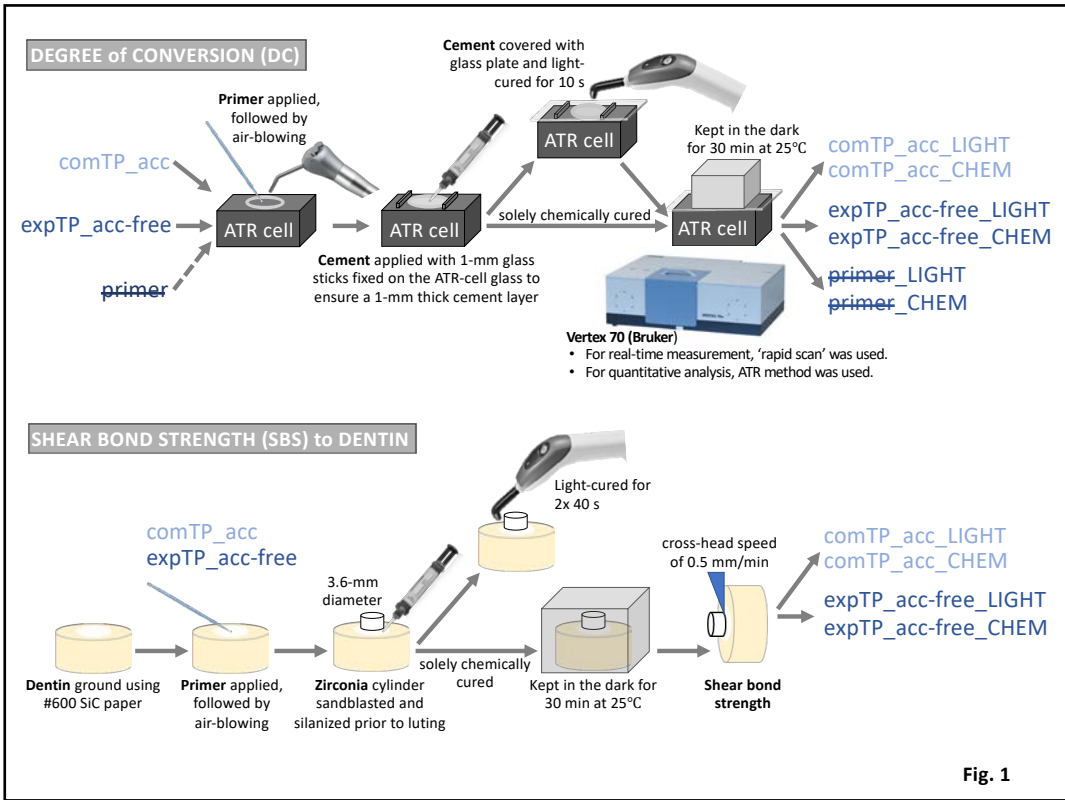 DEGREE of CONVERSION (DC)
Cement covered with
glass plate and light-
cured for 10 s
Primer applied,
followed by
air-blowing
ATR cell
Kept in the dark
for 30 min at 25℃
comTP_acc
expTP_acc-free
primer
ATR cell
ATR cell
solely chemically cured
ATR cell
comTP_acc_LIGHT
comTP_acc_CHEM
expTP_acc-free_LIGHT
expTP_acc-free_CHEM
primer_LIGHT
primer_CHEM
Cement applied with 1-mm glass
sticks fixed on the ATR-cell glass to
ensure a 1-mm thick cement layer
Vertex 70 (Bruker)
• For real-time measurement, ‘rapid scan’ was used.
• For quantitative analysis, ATR method was used.
SHEAR BOND STRENGTH (SBS) to DENTIN
Light-cured for
2x 40 s
comTP_acc
expTP_acc-free
3.6-mm
diameter
cross-head speed
of 0.5 mm/min
comTP_acc_LIGHT
comTP_acc_CHEM
expTP_acc-free_LIGHT
expTP_acc-free_CHEM
solely chemically
cured
Dentin ground using
#600 SiC paper
Primer applied,
followed by
air-blowing
Zirconia cylinder
sandblasted and
silanized prior to luting
Kept in the dark for
30 min at 25℃
Shear bond
strength
Fig. 1